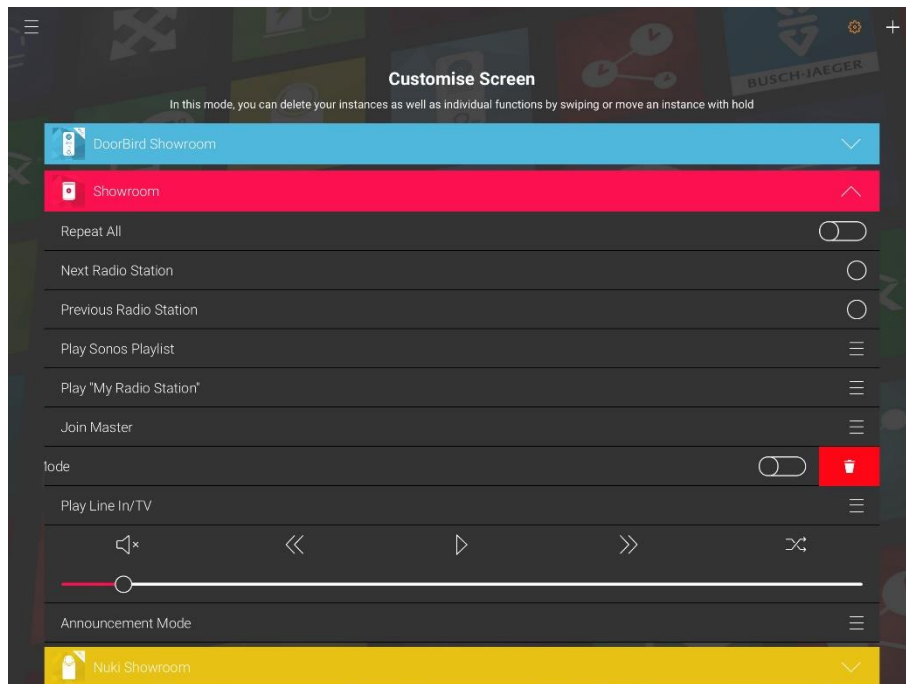 BUSCH-JAEGER
Customise Screen
In this mode, you can delete your instances as well as individual functions by swiping or move an instance with hold
DoorBird Showroom
Showroom
Repeat All
Next Radio Station
Previous Radio Station
Play Sonos Playlist
Play "My Radio Station"
Join Master
Mode
Play Line In/TV
Announcement Mode
Nuki Showroom